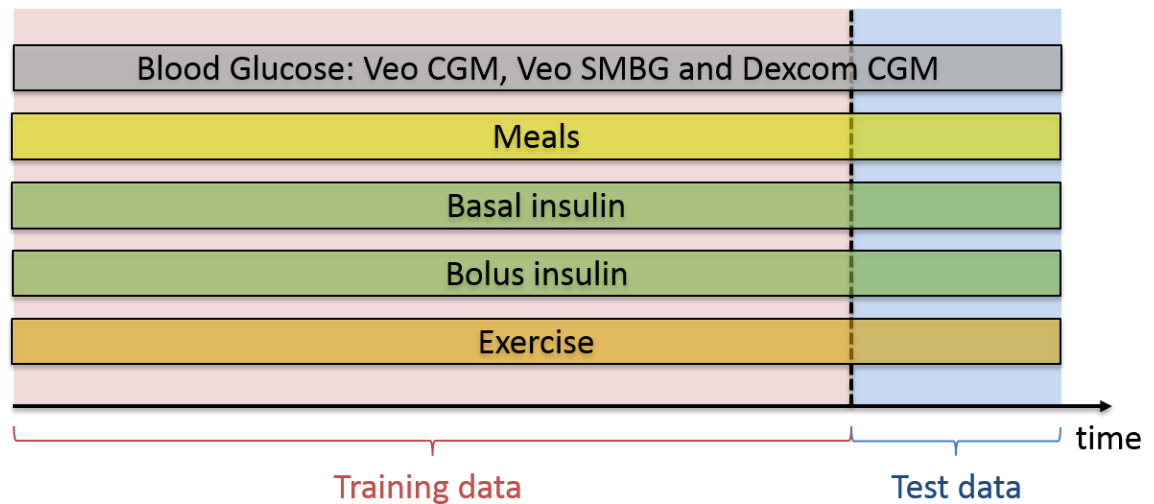 Blood Glucose: Veo CGM, Veo SMBG and Dexcom CGM
Meals
Basal insulin
Bolus insulin
Exercise
time
Training data
Test data